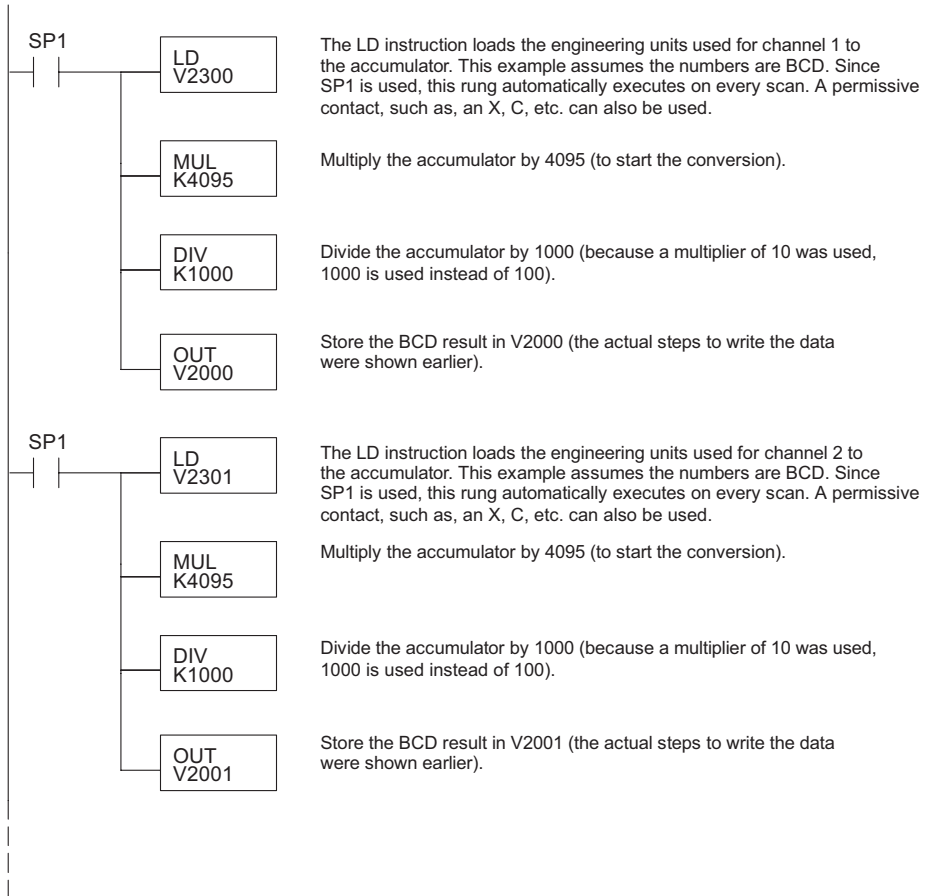 SP1
LD
V2300
The LD instruction loads the engineering units used for channel 1 to
the accumulator. This example assumes the numbers are BCD. Since
SP1 is used, this rung automatically executes on every scan. A permissive
contact, such as, an X, C, etc. can also be used.
MUL
K4095
Multiply the accumulator by 4095 (to start the conversion).
DIV
K1000
Divide the accumulator by 1000 (because a multiplier of 10 was used,
1000 is used instead of 100).
OUT
V2000
Store the BCD result in V2000 (the actual steps to write the data
were shown earlier).
SP1
LD
V2301
The LD instruction loads the engineering units used for channel 2 to
the accumulator. This example assumes the numbers are BCD. Since
SP1 is used, this rung automatically executes on every scan. A permissive
contact, such as, an X, C, etc. can also be used.
MUL
K4095
Multiply the accumulator by 4095 (to start the conversion).
DIV
K1000
Divide the accumulator by 1000 (because a multiplier of 10 was used,
1000 is used instead of 100).
OUT
V2001
Store the BCD result in V2001 (the actual steps to write the data
were shown earlier).